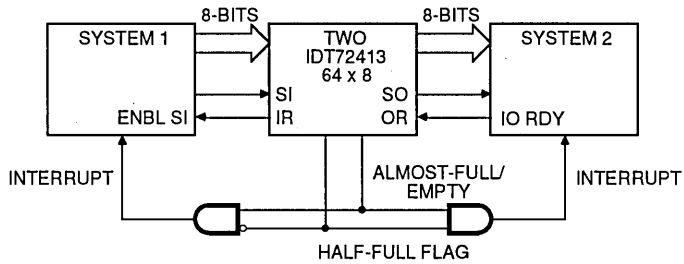 8-BITS
8-BITS
SYSTEM 1
TWO
IDT72413
64 x 8
SYSTEM 2
SI
SO
ENBL SI
IR
OR
IO RDY
INTERRUPT
ALMOST-FULL/
EMPTY
INTERRUPT
HALF-FULL FLAG